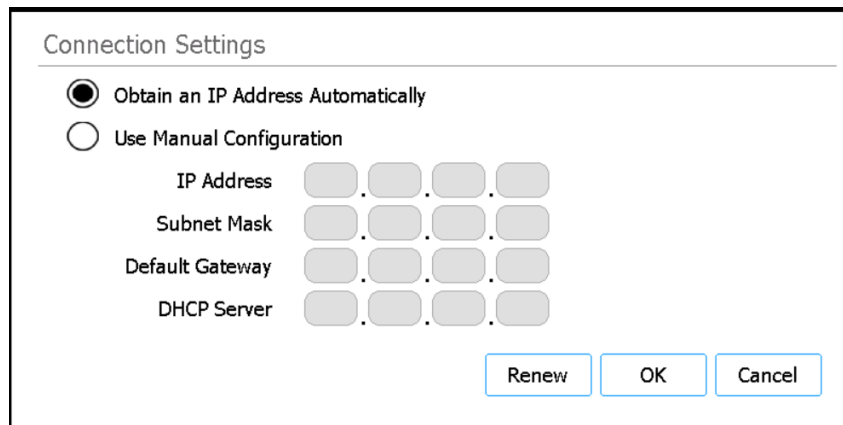 Connection Settings
Obtain an IP Address Automatically
Use Manual Configuration
IP Address . . .
Subnet Mask . . .
Default Gateway . . .
DHCP Server . . .
Renew OK Cancel